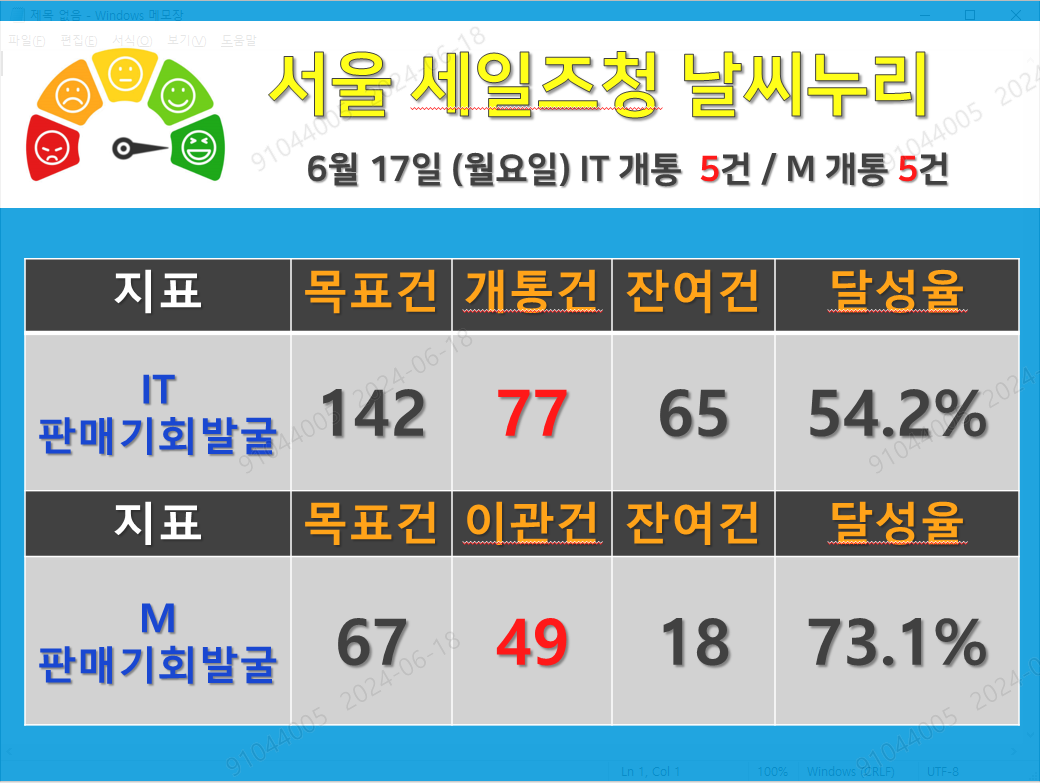 제목 없음 - Windows 메모장
파일(F) 편집(E) 서식(O) 보기(V) 도움말
서울 세일즈청 날씨누리
6월 17일 (월요일) IT 개통 5건 / M 개통 5건
지표 목표건 개통건 잔여건 달성율
IT
판매기회발굴 142 77 65 54.2%
지표 목표건 이관건 잔여건 달성율
M
판매기회발굴 67 49 18 73.1%
91044005 2024-06-18
Ln 1, Col 1 100% Windows (CRLF) UTF-8